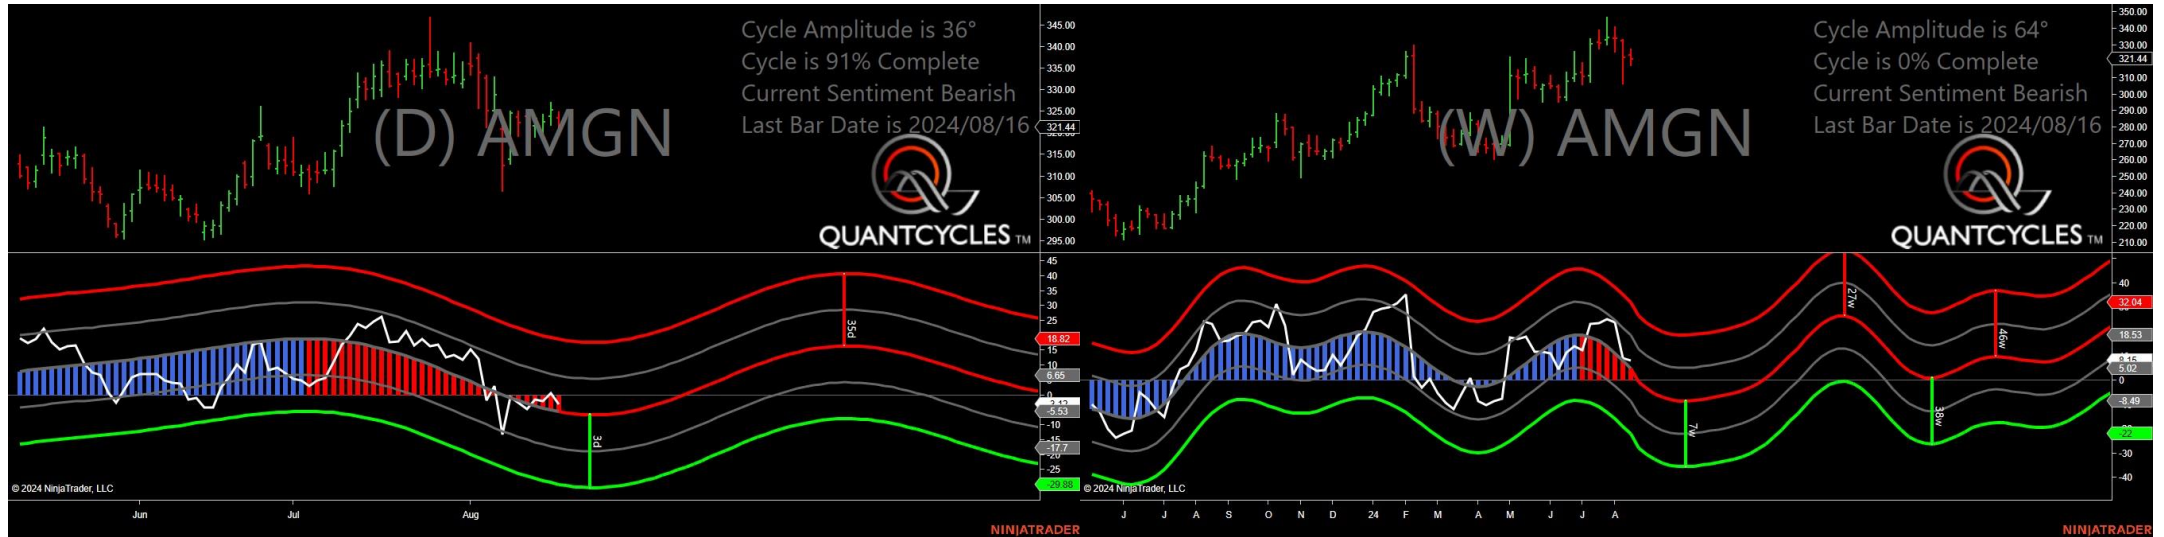 Cycle Amplitude is 36°
Cycle is 91% Complete
Current Sentiment Bearish
Last Bar Date is 2024/08/16
(D) AMGN
QUANTCYCLES TM
345.00
340.00
335.00
330.00
325.00
321.44
315.00
310.00
305.00
300.00
295.00
45
40
35
30
25
18.82
15
10
6.65
0
-5.53
-10
-15
-17.7
-20
-25
-29.88
35d
3d
© 2024 NinjaTrader, LLC
Jun Jul Aug
NINJATRADER
Cycle Amplitude is 64°
Cycle is 0% Complete
Current Sentiment Bearish
Last Bar Date is 2024/08/16
(W) AMGN
QUANTCYCLES TM
350.00
340.00
330.00
321.44
310.00
300.00
290.00
280.00
270.00
260.00
250.00
240.00
230.00
220.00
210.00
40
32.04
18.53
8.15
5.02
0
-8.49
-22
-30
-40
27w
46w
7w
38w
© 2024 NinjaTrader, LLC
J J A S O N D 24 F M A M J J A
NINJATRADER